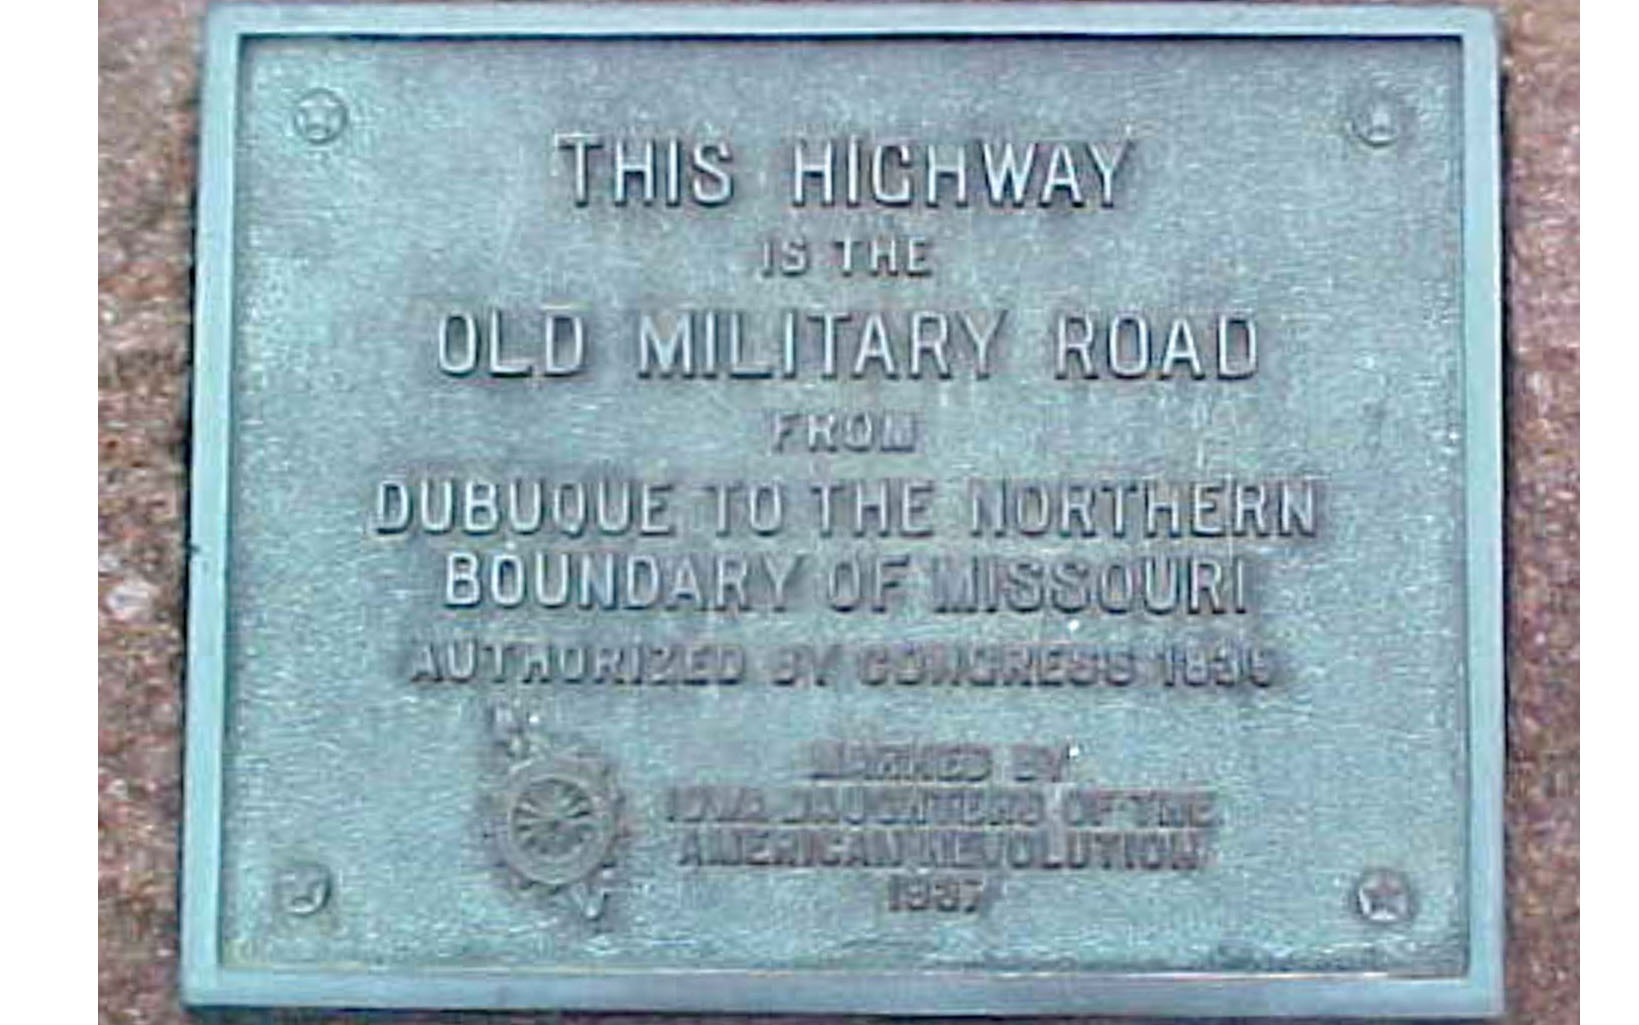 THIS HIGHWAY
IS THE
OLD MILITARY ROAD
FROM
DUBUQUE TO THE NORTHERN
BOUNDARY OF MISSOURI
AUTHORIZED BY CONGRESS
MARKED BY
IOWA DAUGHTERS OF THE
AMERICAN REVOLUTION
1937